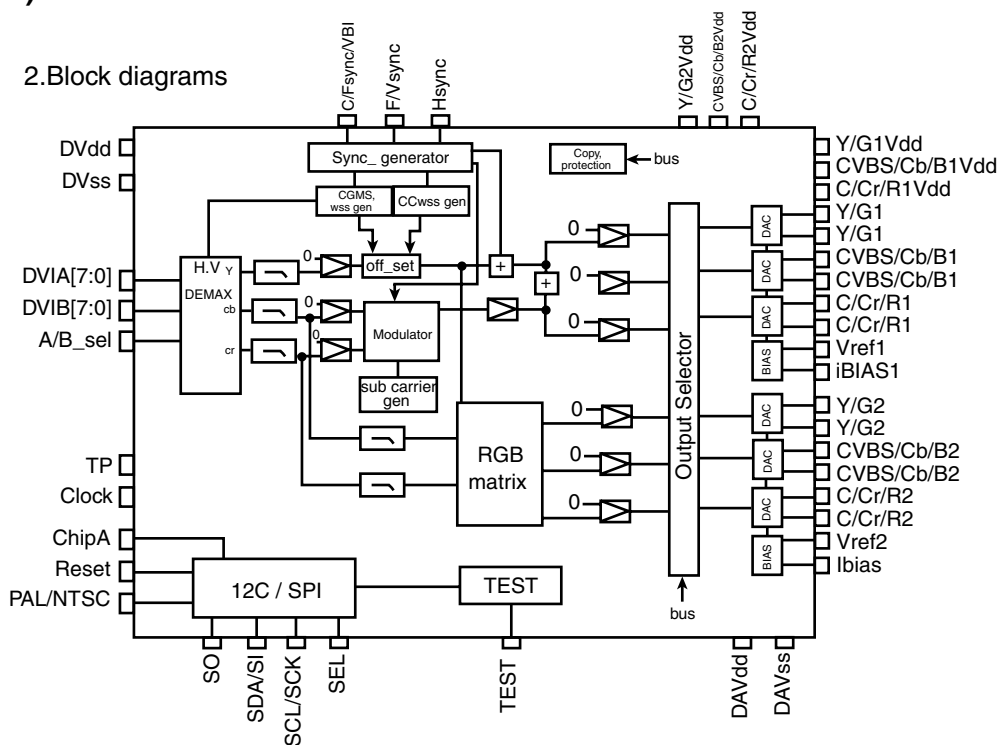 2.Block diagrams
C/Fsync/VBI
F/Vsync
Hsync
Y/G2Vdd
CVBS/Cb/B2Vdd
C/Cr/R2Vdd
DVdd
DVss
DVIA[7:0]
DVIB[7:0]
A/B_sel
TP
Clock
ChipA
Reset
PAL/NTSC
Sync_ generator
CGMS,
wss gen
CCwss gen
Copy,
protection
bus
H.V
Y
DEMAX
cb
cr
0
off_set
+
0
Modulator
0
sub carrier
gen
+
0
0
0
RGB
matrix
0
0
0
Output Selector
bus
DAC
DAC
DAC
BIAS
DAC
DAC
DAC
BIAS
Y/G1Vdd
CVBS/Cb/B1Vdd
C/Cr/R1Vdd
Y/G1
Y/G1
CVBS/Cb/B1
CVBS/Cb/B1
C/Cr/R1
C/Cr/R1
Vref1
iBIAS1
Y/G2
Y/G2
CVBS/Cb/B2
CVBS/Cb/B2
C/Cr/R2
C/Cr/R2
Vref2
Ibias
12C / SPI
TEST
SO
SDA/SI
SCL/SCK
SEL
TEST
DAVdd
DAVss